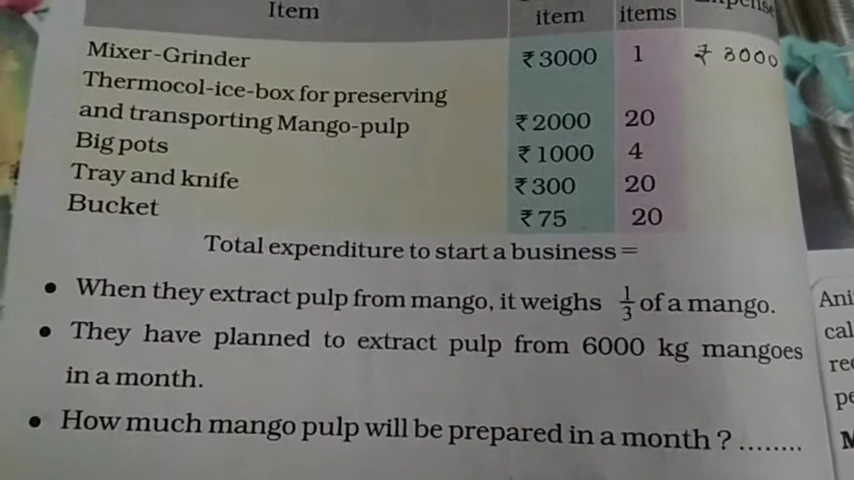 Item item items Expense
Mixer-Grinder ₹3000 1 ₹ 3000
Thermocol-ice-box for preserving
and transporting Mango-pulp ₹2000 20
Big pots ₹1000 4
Tray and knife ₹300 20
Bucket ₹75 20
Total expenditure to start a business =
• When they extract pulp from mango, it weighs 1/3 of a mango.
• They have planned to extract pulp from 6000 kg mangoes
in a month.
• How much mango pulp will be prepared in a month ? ........